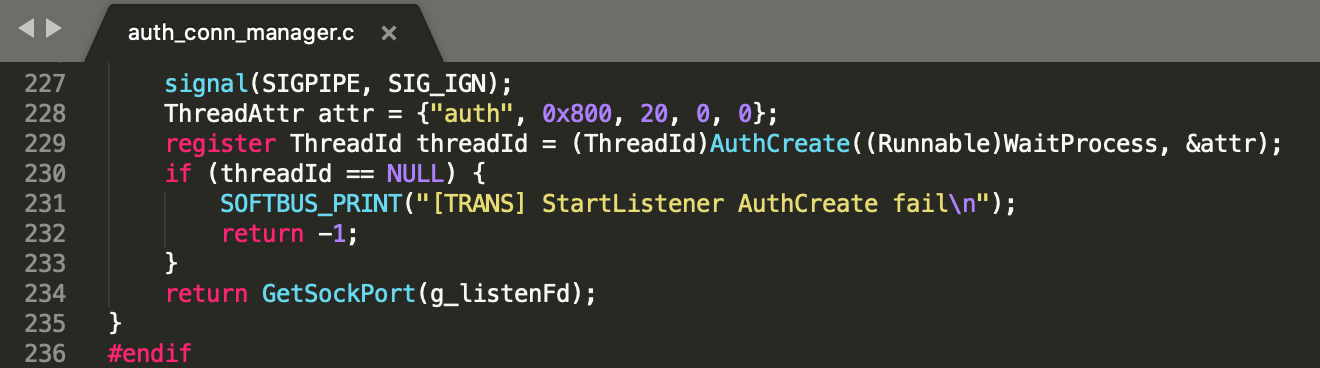 auth_conn_manager.c ×
227 signal(SIGPIPE, SIG_IGN);
228 ThreadAttr attr = {"auth", 0x800, 20, 0, 0};
229 register ThreadId threadId = (ThreadId)AuthCreate((Runnable)WaitProcess, &attr);
230 if (threadId == NULL) {
231 SOFTBUS_PRINT("[TRANS] StartListener AuthCreate fail\n");
232 return -1;
233 }
234 return GetSockPort(g_listenFd);
235 }
236 #endif